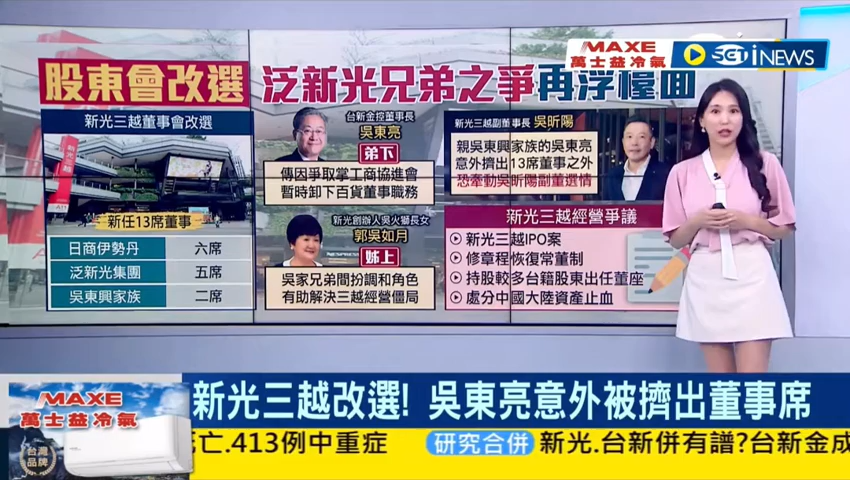 MAXE
萬士益冷氣
SETiNEWS
股東會改選
泛新光兄弟之爭再浮檯面
新光三越董事會改選
新光三越
新任13席董事
日商伊勢丹 六席
泛新光集團 五席
吳東興家族 二席
台新金控董事長
吳東亮
弟下
傳因爭取掌工商協進會
暫時卸下百貨董事職務
新光創辦人吳火獅長女
郭吳如月
姊上
吳家兄弟間扮調和角色
有助解決三越經營僵局
新光三越副董事長 吳昕陽
親吳東興家族的吳東亮
意外擠出13席董事之外
恐牽動吳昕陽副董選情
新光三越經營爭議
新光三越IPO案
修章程恢復常董制
持股較多台籍股東出任董座
處分中國大陸資產止血
MAXE
萬士益冷氣
台灣
品牌
新光三越改選! 吳東亮意外被擠出董事席
死亡.413例中重症
研究合併
新光.台新併有譜?台新金成